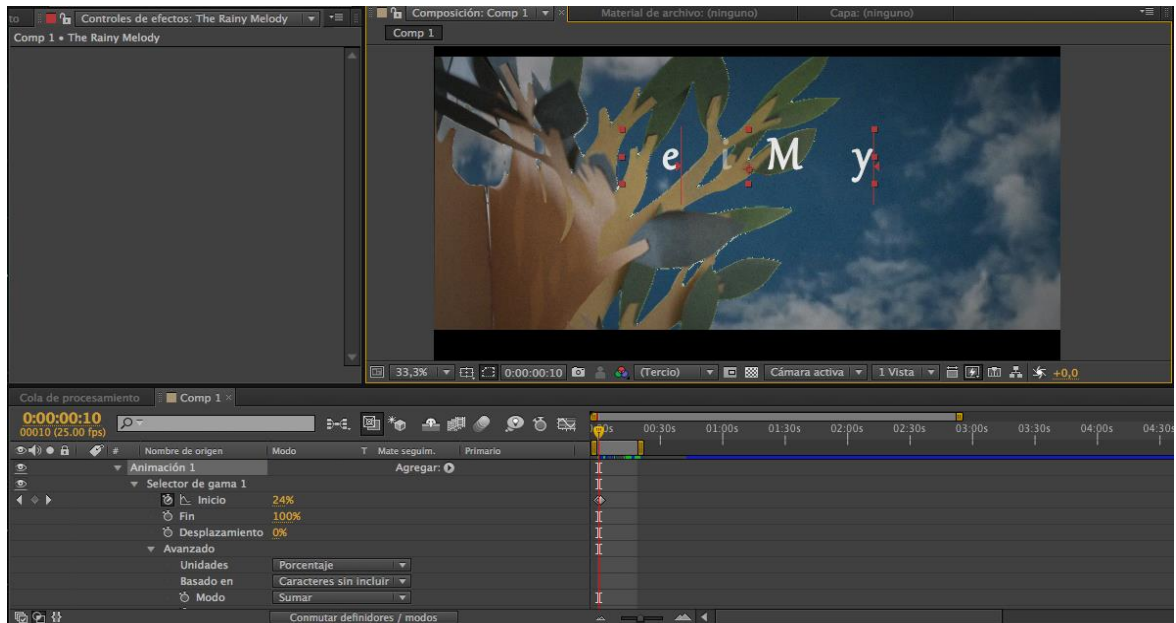 to Controles de efectos: The Rainy Melody
Composición: Comp 1 Material de archivo: (ninguno) Capa: (ninguno)
Comp 1 • The Rainy Melody
Comp 1
e i M y
33,3% 0:00:00:10 (Tercio) Cámara activa 1 Vista +0,0
Cola de procesamiento Comp 1
0:00:00:10
00010 (25.00 fps)
00:30s 01:00s 01:30s 02:00s 02:30s 03:00s 03:30s 04:00s 04:30s
# Nombre de origen Modo T Mate seguim. Primario
Animación 1 Agregar:
Selector de gama 1
Inicio 24%
Fin 100%
Desplazamiento 0%
Avanzado
Unidades Porcentaje
Basado en Caracteres sin incluir
Modo Sumar
Conmutar definidores / modos